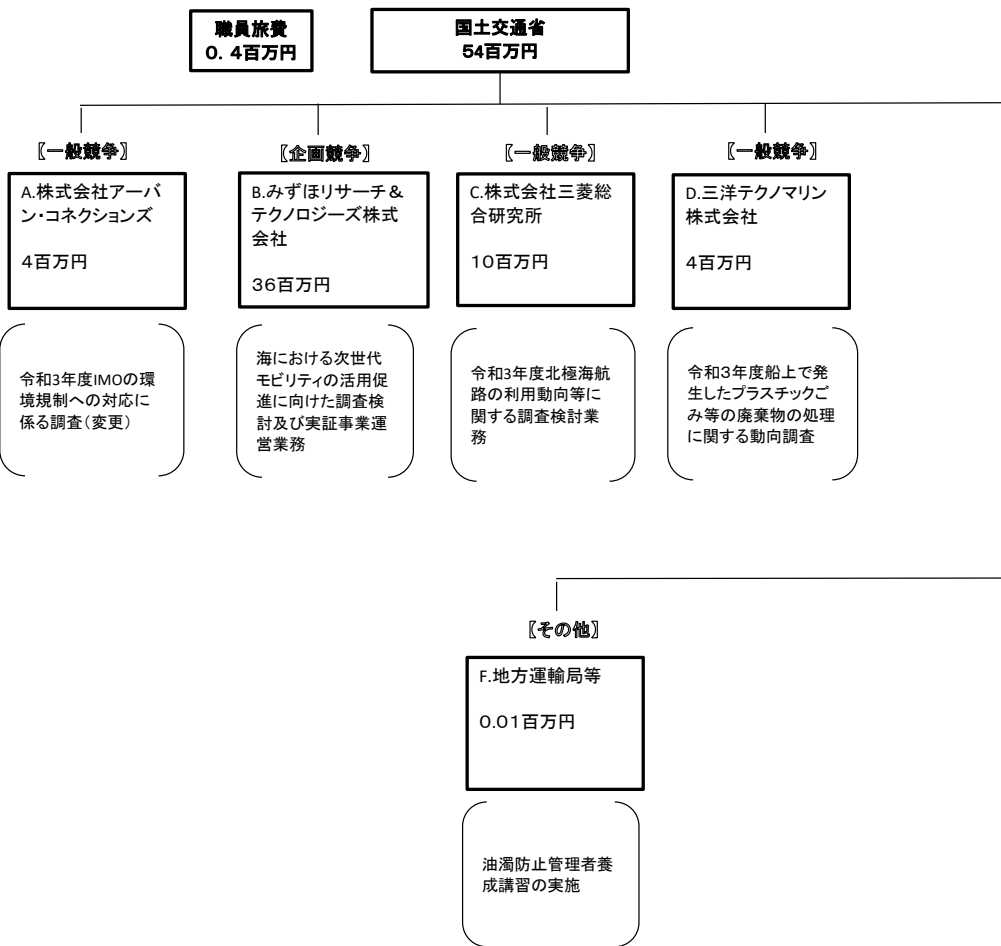 職員旅費
０．４百万円
国土交通省
54百万円
【一般競争】
【企画競争】
【一般競争】
【一般競争】
A.株式会社アーバ
ン・コネクションズ
４百万円
B.みずほリサーチ＆
テクノロジーズ株式
会社
３６百万円
C.株式会社三菱総
合研究所
１０百万円
D.三洋テクノマリン
株式会社
４百万円
令和3年度IMOの環
境規制への対応に
係る調査（変更）
海における次世代
モビリティの活用促
進に向けた調査検
討及び実証事業運
営業務
令和3年度北極海航
路の利用動向等に
関する調査検討業
務
令和３年度船上で発
生したプラスチックご
み等の廃棄物の処理
に関する動向調査
【その他】
F.地方運輸局等
０.０１百万円
油濁防止管理者養
成講習の実施